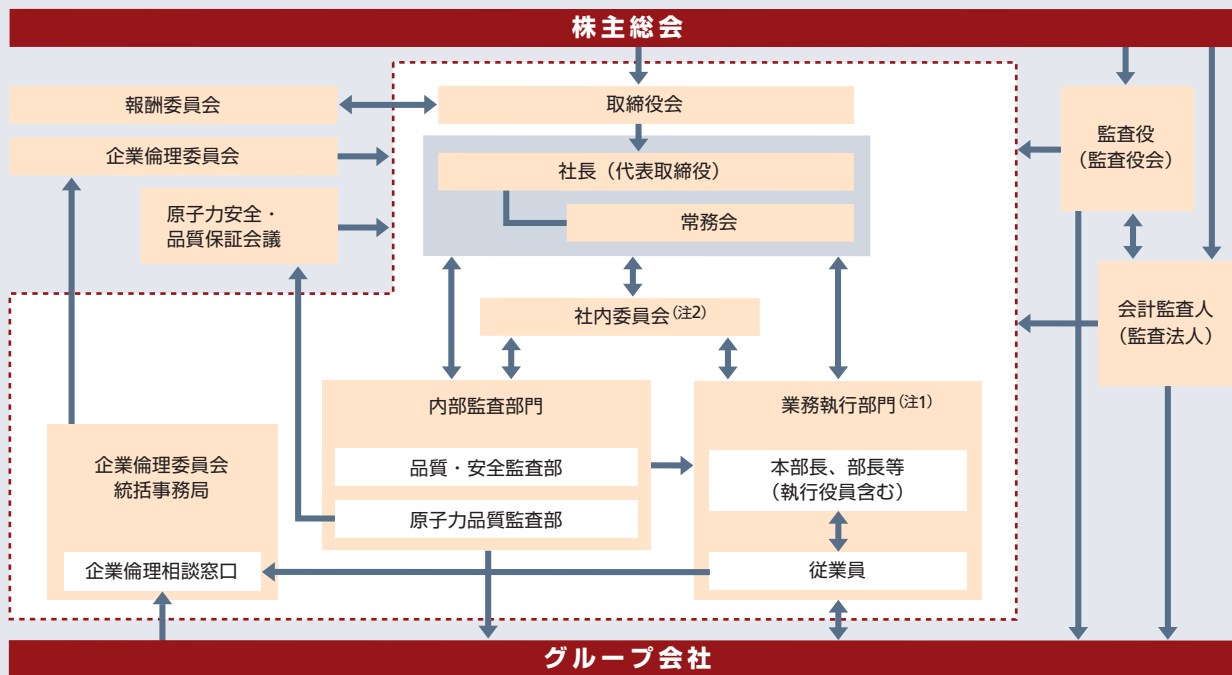 株主総会
報酬委員会
取締役会
企業倫理委員会
社長（代表取締役）
常務会
原子力安全・
品質保証会議
監査役
（監査役会）
社内委員会(注2)
会計監査人
（監査法人）
内部監査部門
品質・安全監査部
原子力品質監査部
業務執行部門(注1)
本部長、部長等
（執行役員含む）
従業員
企業倫理委員会
統括事務局
企業倫理相談窓口
グループ会社